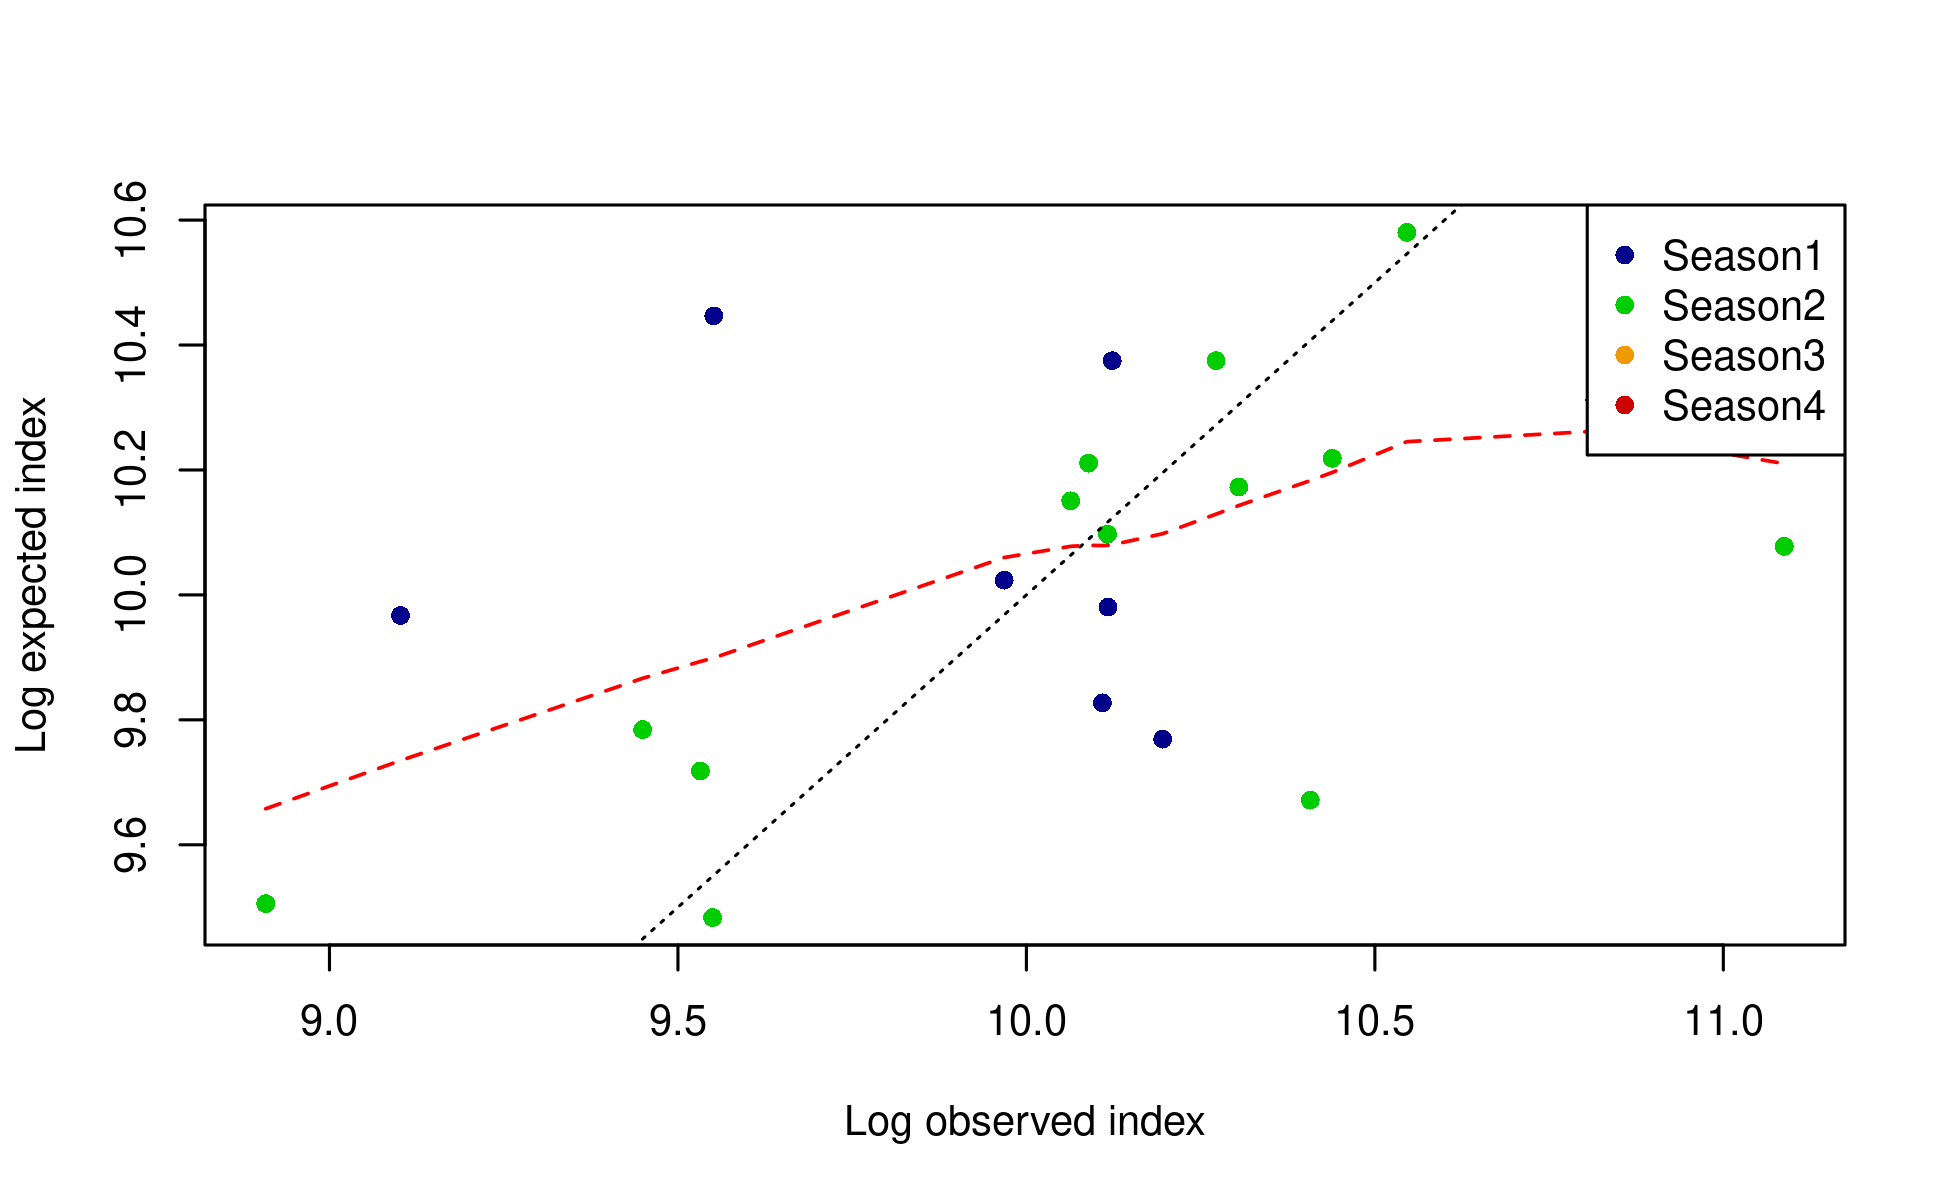 10.6
10.4
10.2
10.0
9.8
9.6
Log expected index
Season1
Season2
Season3
Season4
9.0 9.5 10.0 10.5 11.0
Log observed index